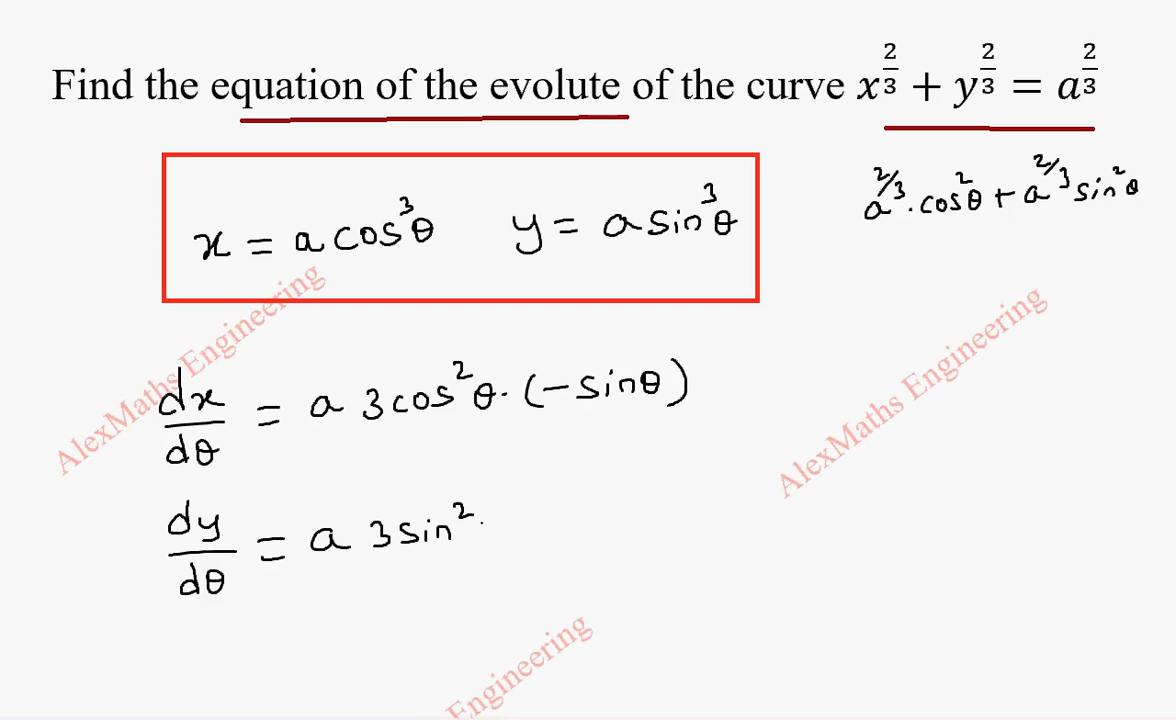 Find the equation of the evolute of the curve x^{2/3} + y^{2/3} = a^{2/3}
a^{2/3}.cos²θ + a^{2/3} sin²θ
x = a cos³θ y = a sin³θ
AlexMaths Engineering
AlexMaths Engineering
dx/dθ = a 3cos²θ.(-sinθ)
dy/dθ = a 3sin²
Engineering